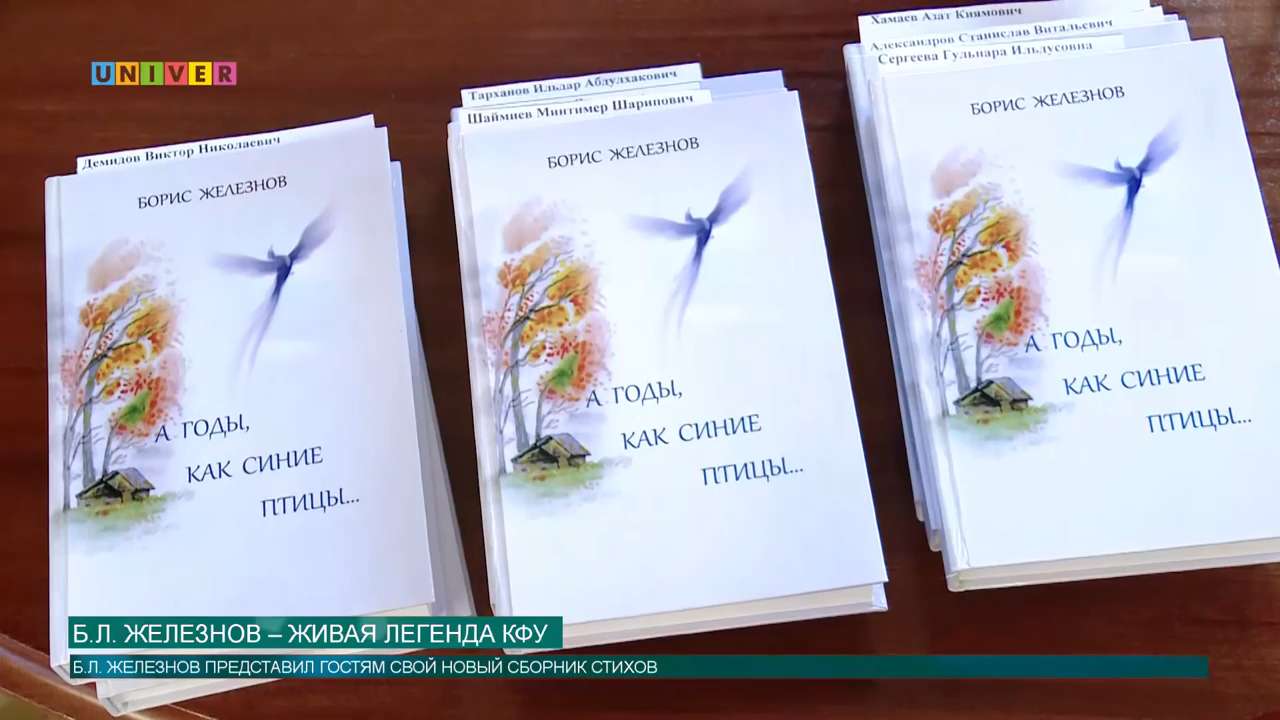 UNIVER
Демидов Виктор Николаевич
БОРИС ЖЕЛЕЗНОВ
А ГОДЫ,
КАК СИНИЕ
ПТИЦЫ...
Тарханов Ильдар Абдулхакович
Шаймиев Минтимер Шарипович
БОРИС ЖЕЛЕЗНОВ
А ГОДЫ,
КАК СИНИЕ
ПТИЦЫ...
Хамаев Азат Киямович
Александров Станислав Витальевич
Сергеева Гульнара Ильдусовна
БОРИС ЖЕЛЕЗНОВ
А ГОДЫ,
КАК СИНИЕ
ПТИЦЫ...
Б.Л. ЖЕЛЕЗНОВ – ЖИВАЯ ЛЕГЕНДА КФУ
Б.Л. ЖЕЛЕЗНОВ ПРЕДСТАВИЛ ГОСТЯМ СВОЙ НОВЫЙ СБОРНИК СТИХОВ